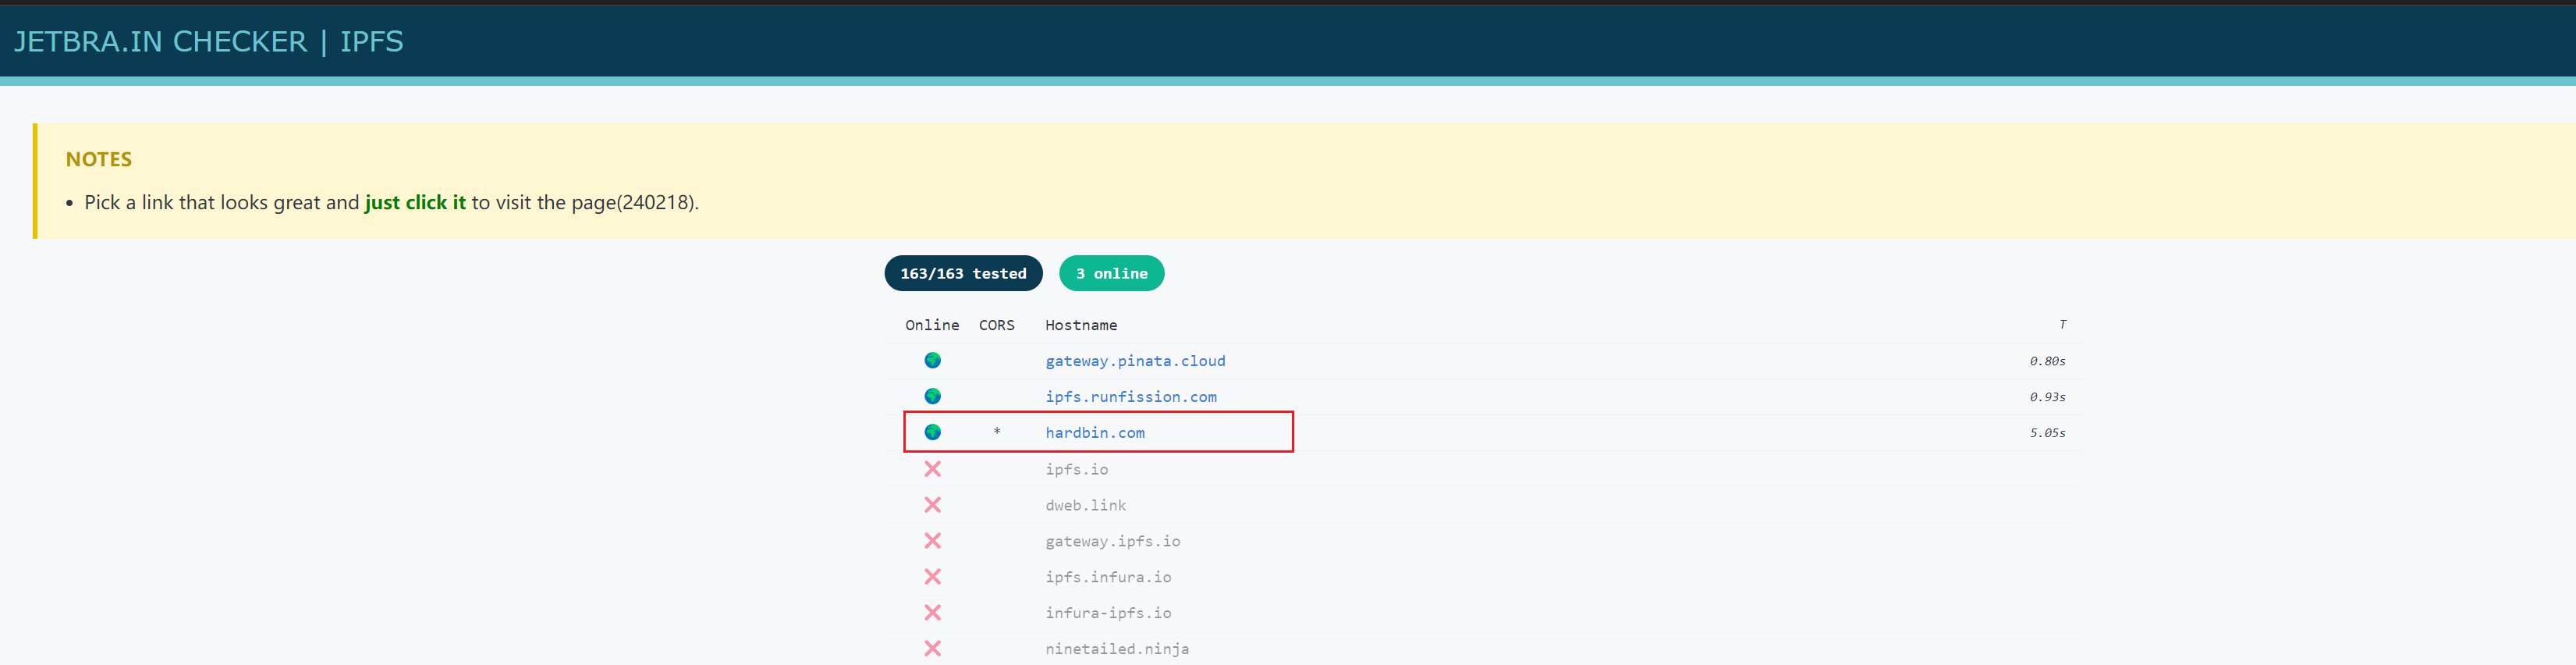 JETBRA.IN CHECKER | IPFS
NOTES
• Pick a link that looks great and just click it to visit the page(240218).
163/163 tested 3 online
Online CORS Hostname T
gateway.pinata.cloud 0.80s
ipfs.runfission.com 0.93s
* hardbin.com 5.05s
ipfs.io
dweb.link
gateway.ipfs.io
ipfs.infura.io
infura-ipfs.io
ninetailed.ninja